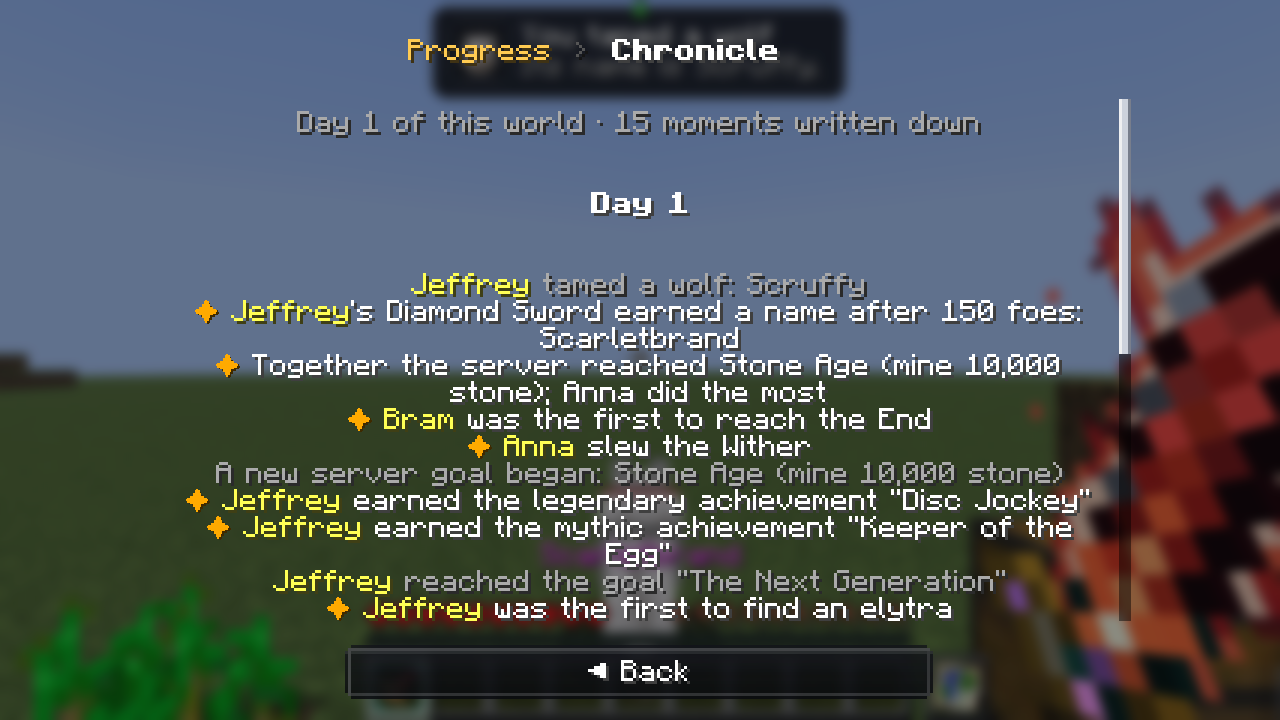 Progress > Chronicle
Day 1 of this world · 15 moments written down
Day 1
Jeffrey tamed a wolf: Scruffy
Jeffrey's Diamond Sword earned a name after 150 foes:
Scarletbrand
Together the server reached Stone Age (mine 10,000
stone); Anna did the most
Bram was the first to reach the End
Anna slew the Wither
A new server goal began: Stone Age (mine 10,000 stone)
Jeffrey earned the legendary achievement "Disc Jockey"
Jeffrey earned the mythic achievement "Keeper of the
Egg"
Jeffrey reached the goal "The Next Generation"
Jeffrey was the first to find an elytra
Back